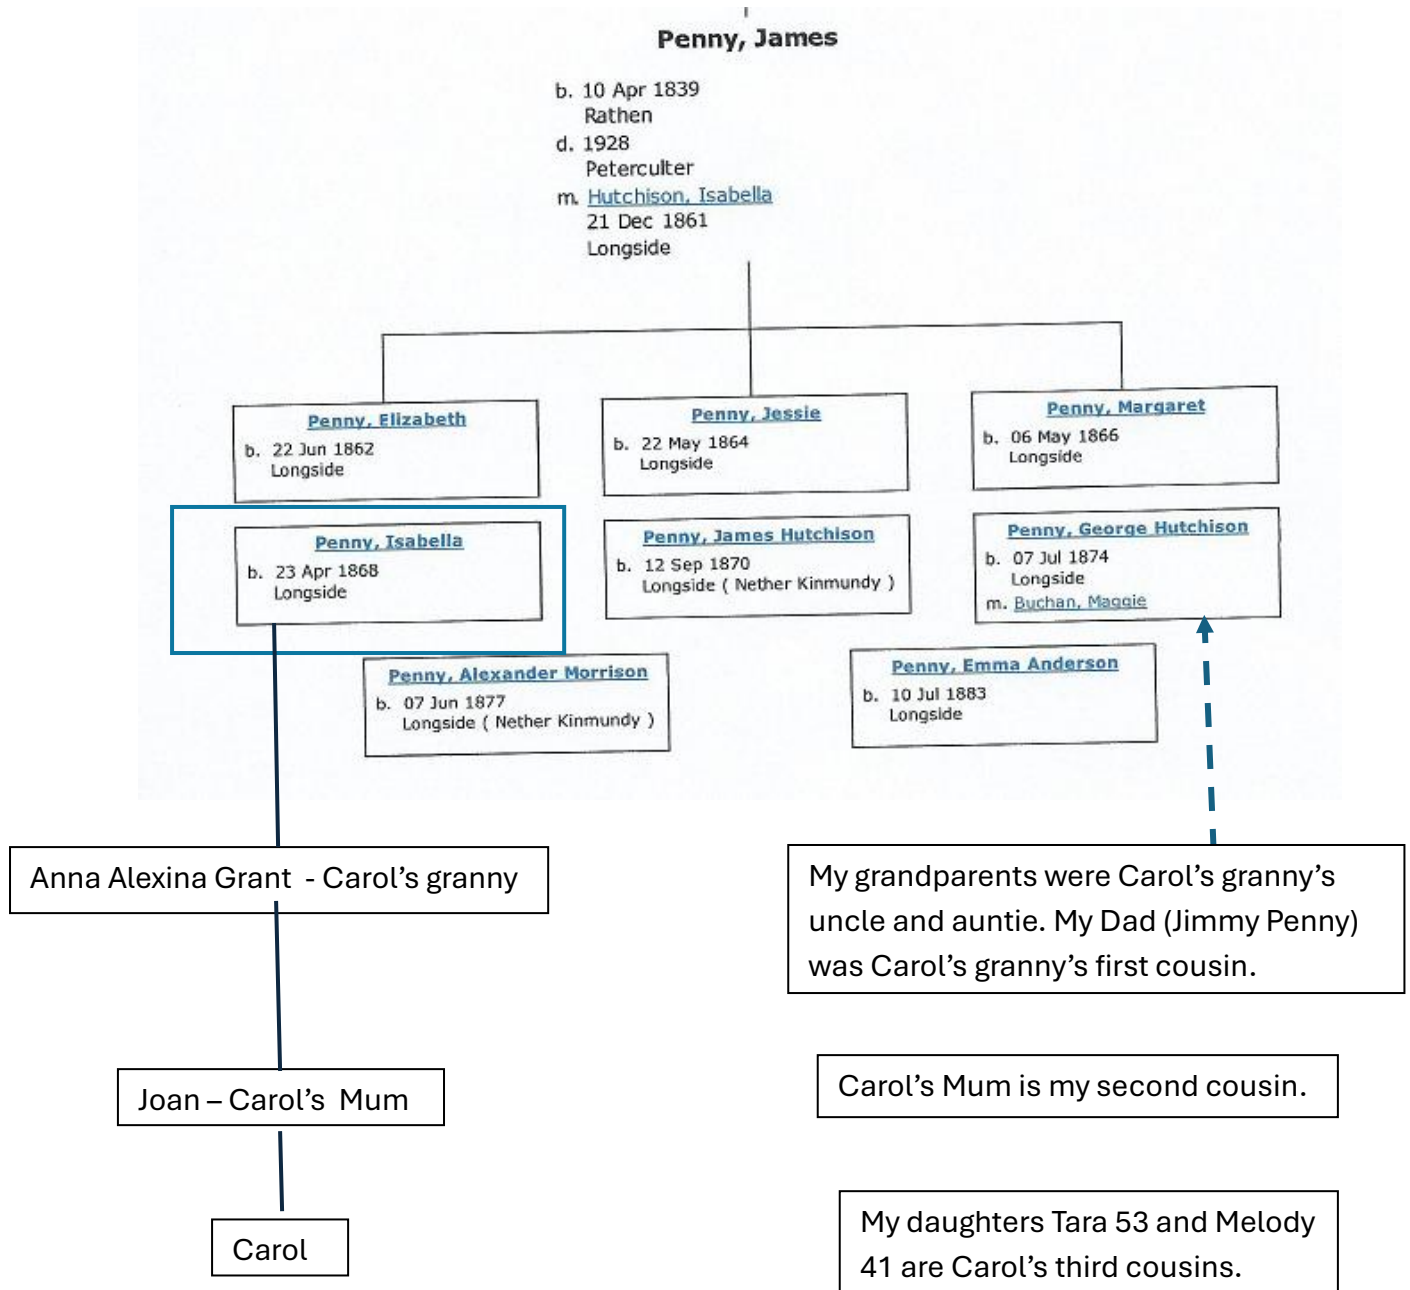 Penny, James
b. 10 Apr 1839
Rathen
d. 1928
Peterculter
m. Hutchison, Isabella
21 Dec 1861
Longside
Penny, Elizabeth
b. 22 Jun 1862
Longside
Penny, Jessie
b. 22 May 1864
Longside
Penny, Margaret
b. 06 May 1866
Longside
Penny, Isabella
b. 23 Apr 1868
Longside
Penny, James Hutchison
b. 12 Sep 1870
Longside ( Nether Kinmundy )
Penny, George Hutchison
b. 07 Jul 1874
Longside
m. Buchan, Maggie
Penny, Alexander Morrison
b. 07 Jun 1877
Longside ( Nether Kinmundy )
Penny, Emma Anderson
b. 10 Jul 1883
Longside
Anna Alexina Grant - Carol’s granny
My grandparents were Carol’s granny’s
uncle and auntie. My Dad (Jimmy Penny)
was Carol’s granny’s first cousin.
Joan – Carol’s Mum
Carol’s Mum is my second cousin.
Carol
My daughters Tara 53 and Melody
41 are Carol’s third cousins.